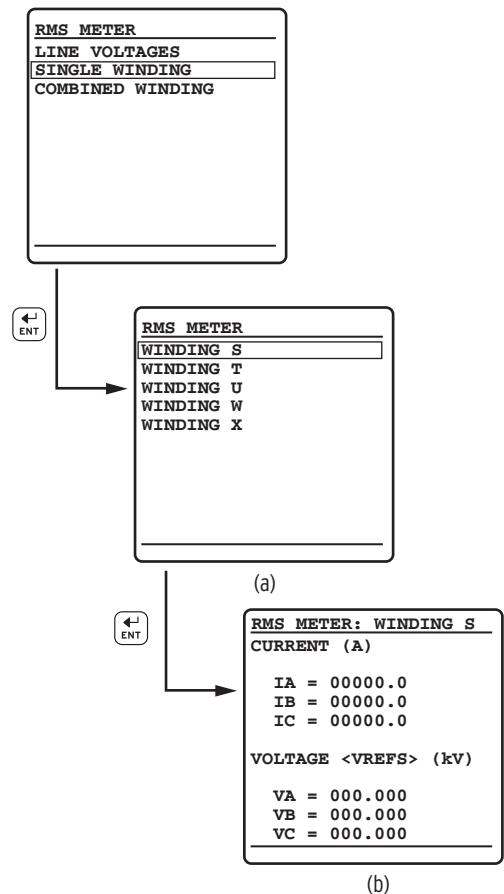 RMS METER
LINE VOLTAGES
SINGLE WINDING
COMBINED WINDING
ENT
RMS METER
WINDING S
WINDING T
WINDING U
WINDING W
WINDING X
(a)
ENT
RMS METER: WINDING S
CURRENT (A)
IA = 00000.0
IB = 00000.0
IC = 00000.0
VOLTAGE <VREFS> (kV)
VA = 000.000
VB = 000.000
VC = 000.000
(b)